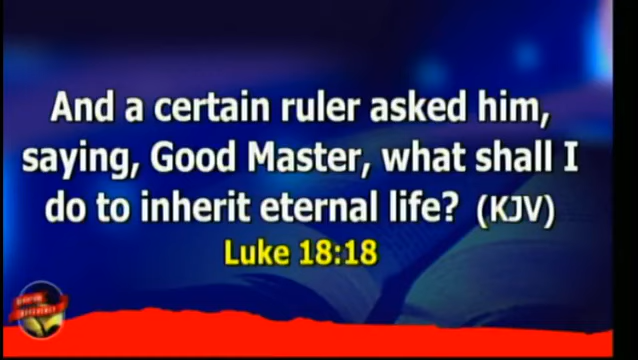 And a certain ruler asked him,
saying, Good Master, what shall I
do to inherit eternal life? (KJV)
Luke 18:18